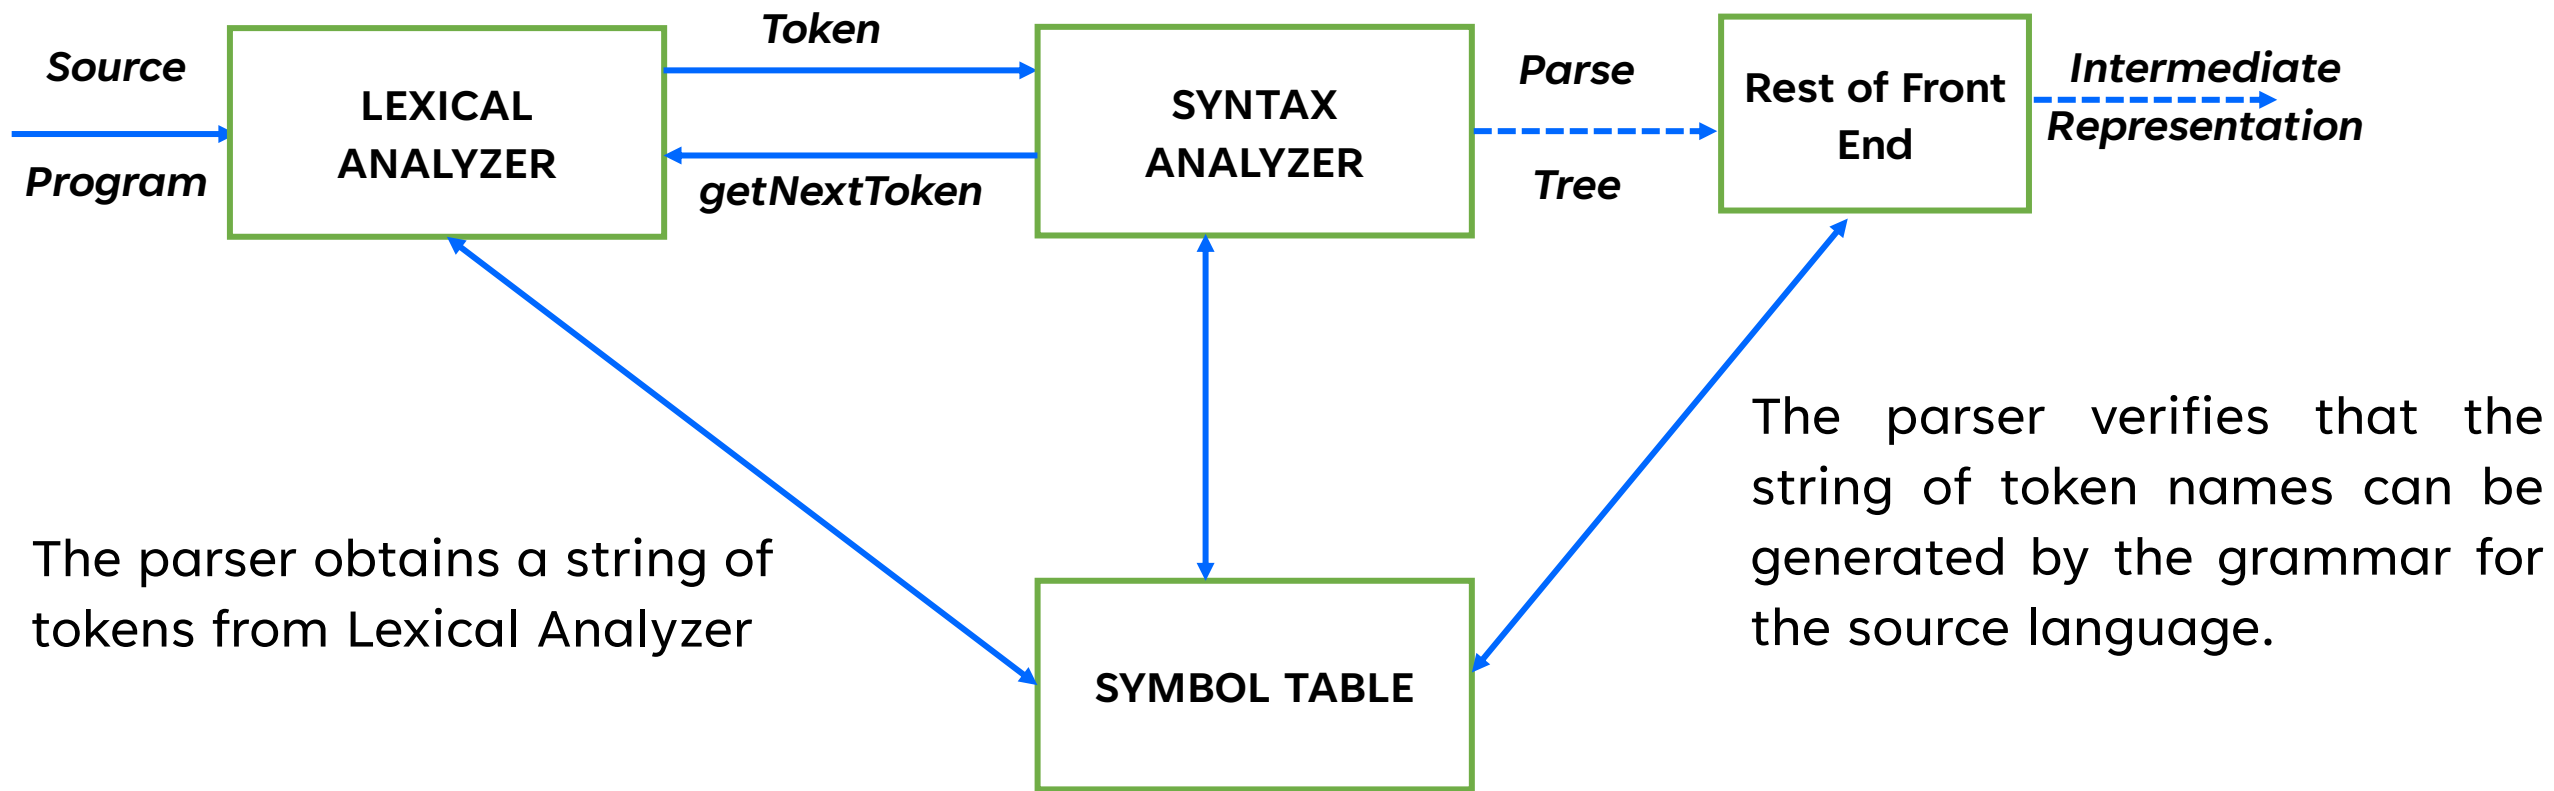 Source
Program
LEXICAL
ANALYZER
Token
getNextToken
SYNTAX
ANALYZER
Parse
Tree
Rest of Front
End
Intermediate
Representation
The parser obtains a string of
tokens from Lexical Analyzer
SYMBOL TABLE
The parser verifies that the
string of token names can be
generated by the grammar for
the source language.